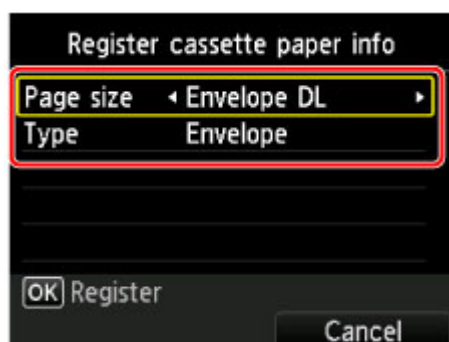 Register cassette paper info
Page size Envelope DL
Type Envelope
OK Register
Cancel